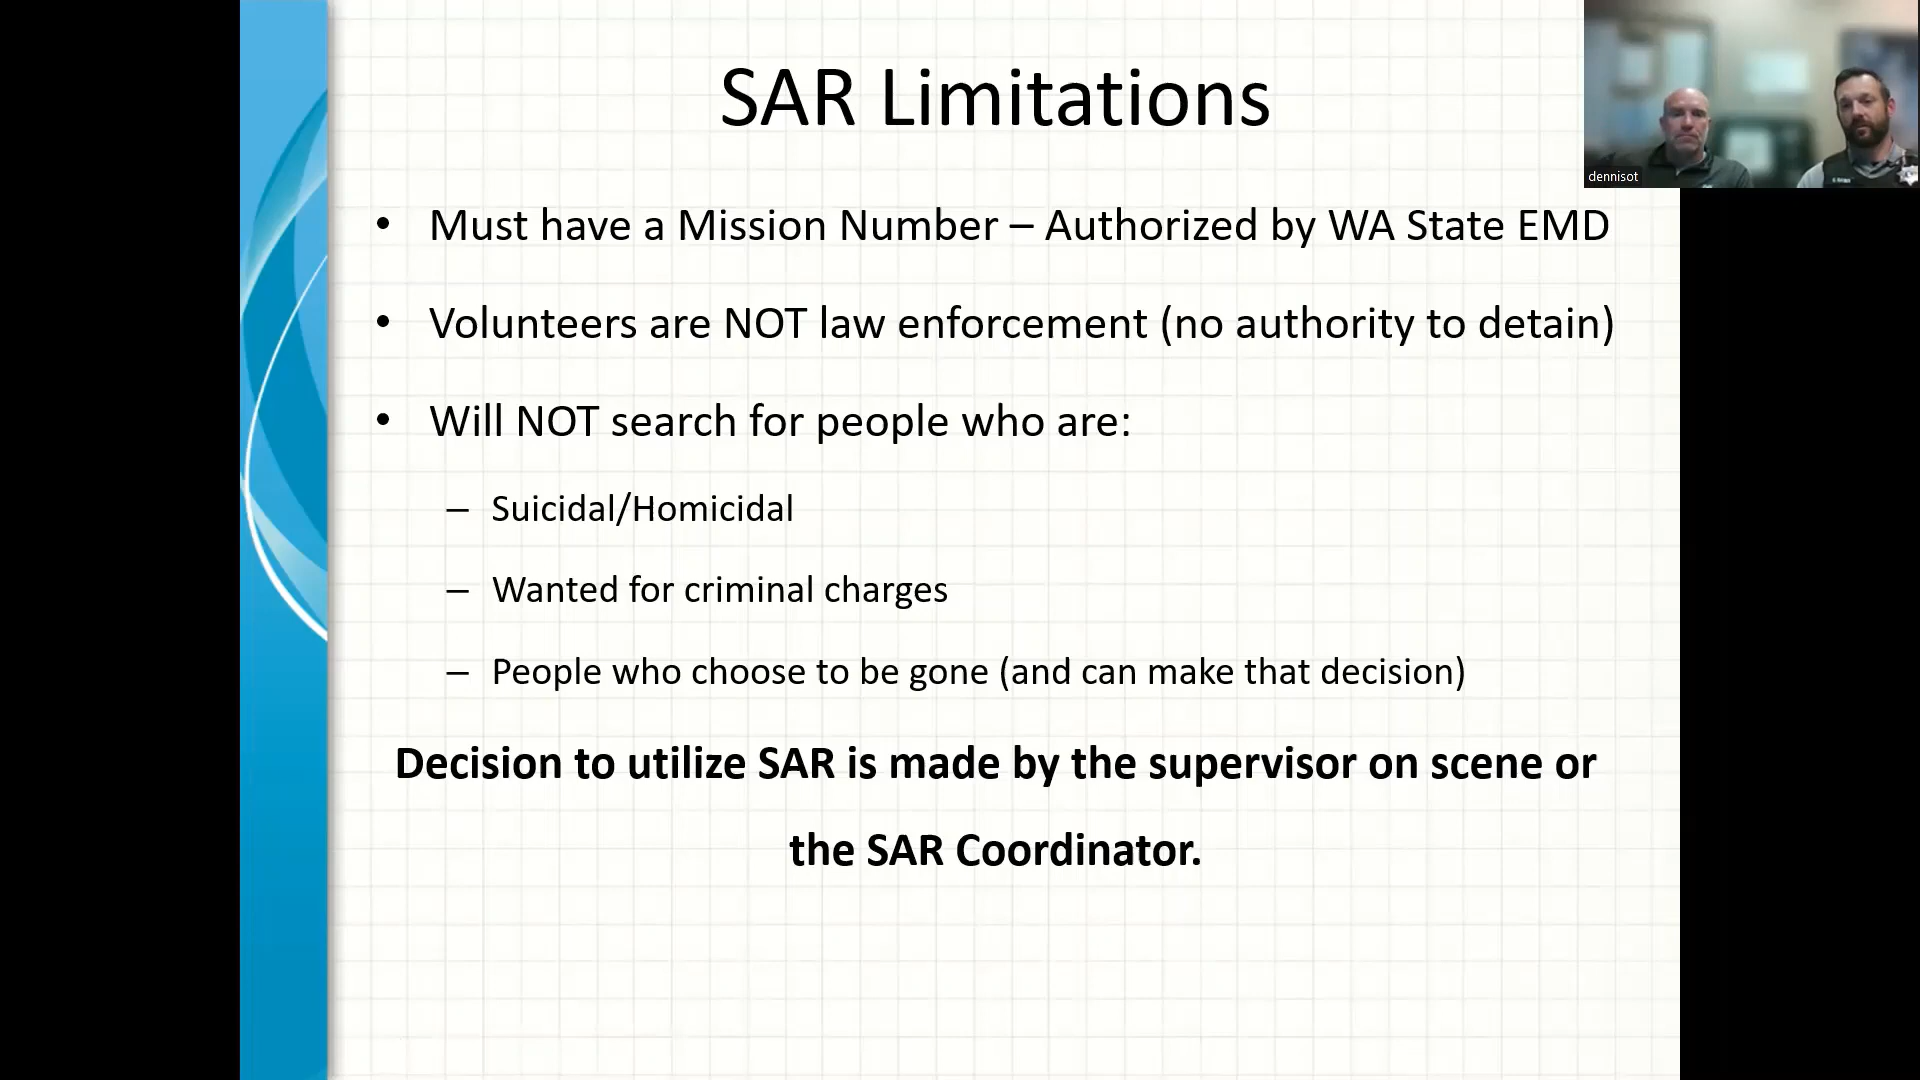 SAR Limitations
dennisot
• Must have a Mission Number – Authorized by WA State EMD
• Volunteers are NOT law enforcement (no authority to detain)
• Will NOT search for people who are:
– Suicidal/Homicidal
– Wanted for criminal charges
– People who choose to be gone (and can make that decision)
Decision to utilize SAR is made by the supervisor on scene or
the SAR Coordinator.